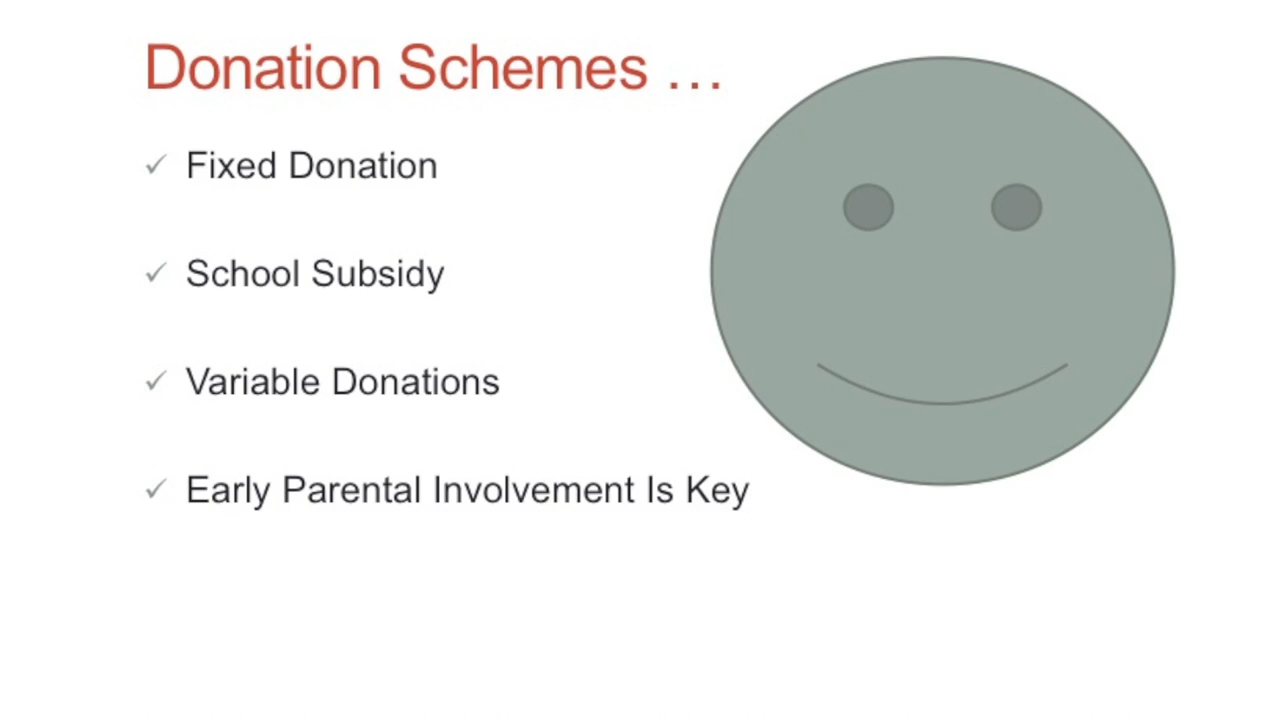 Donation Schemes …
Fixed Donation
School Subsidy
Variable Donations
Early Parental Involvement Is Key